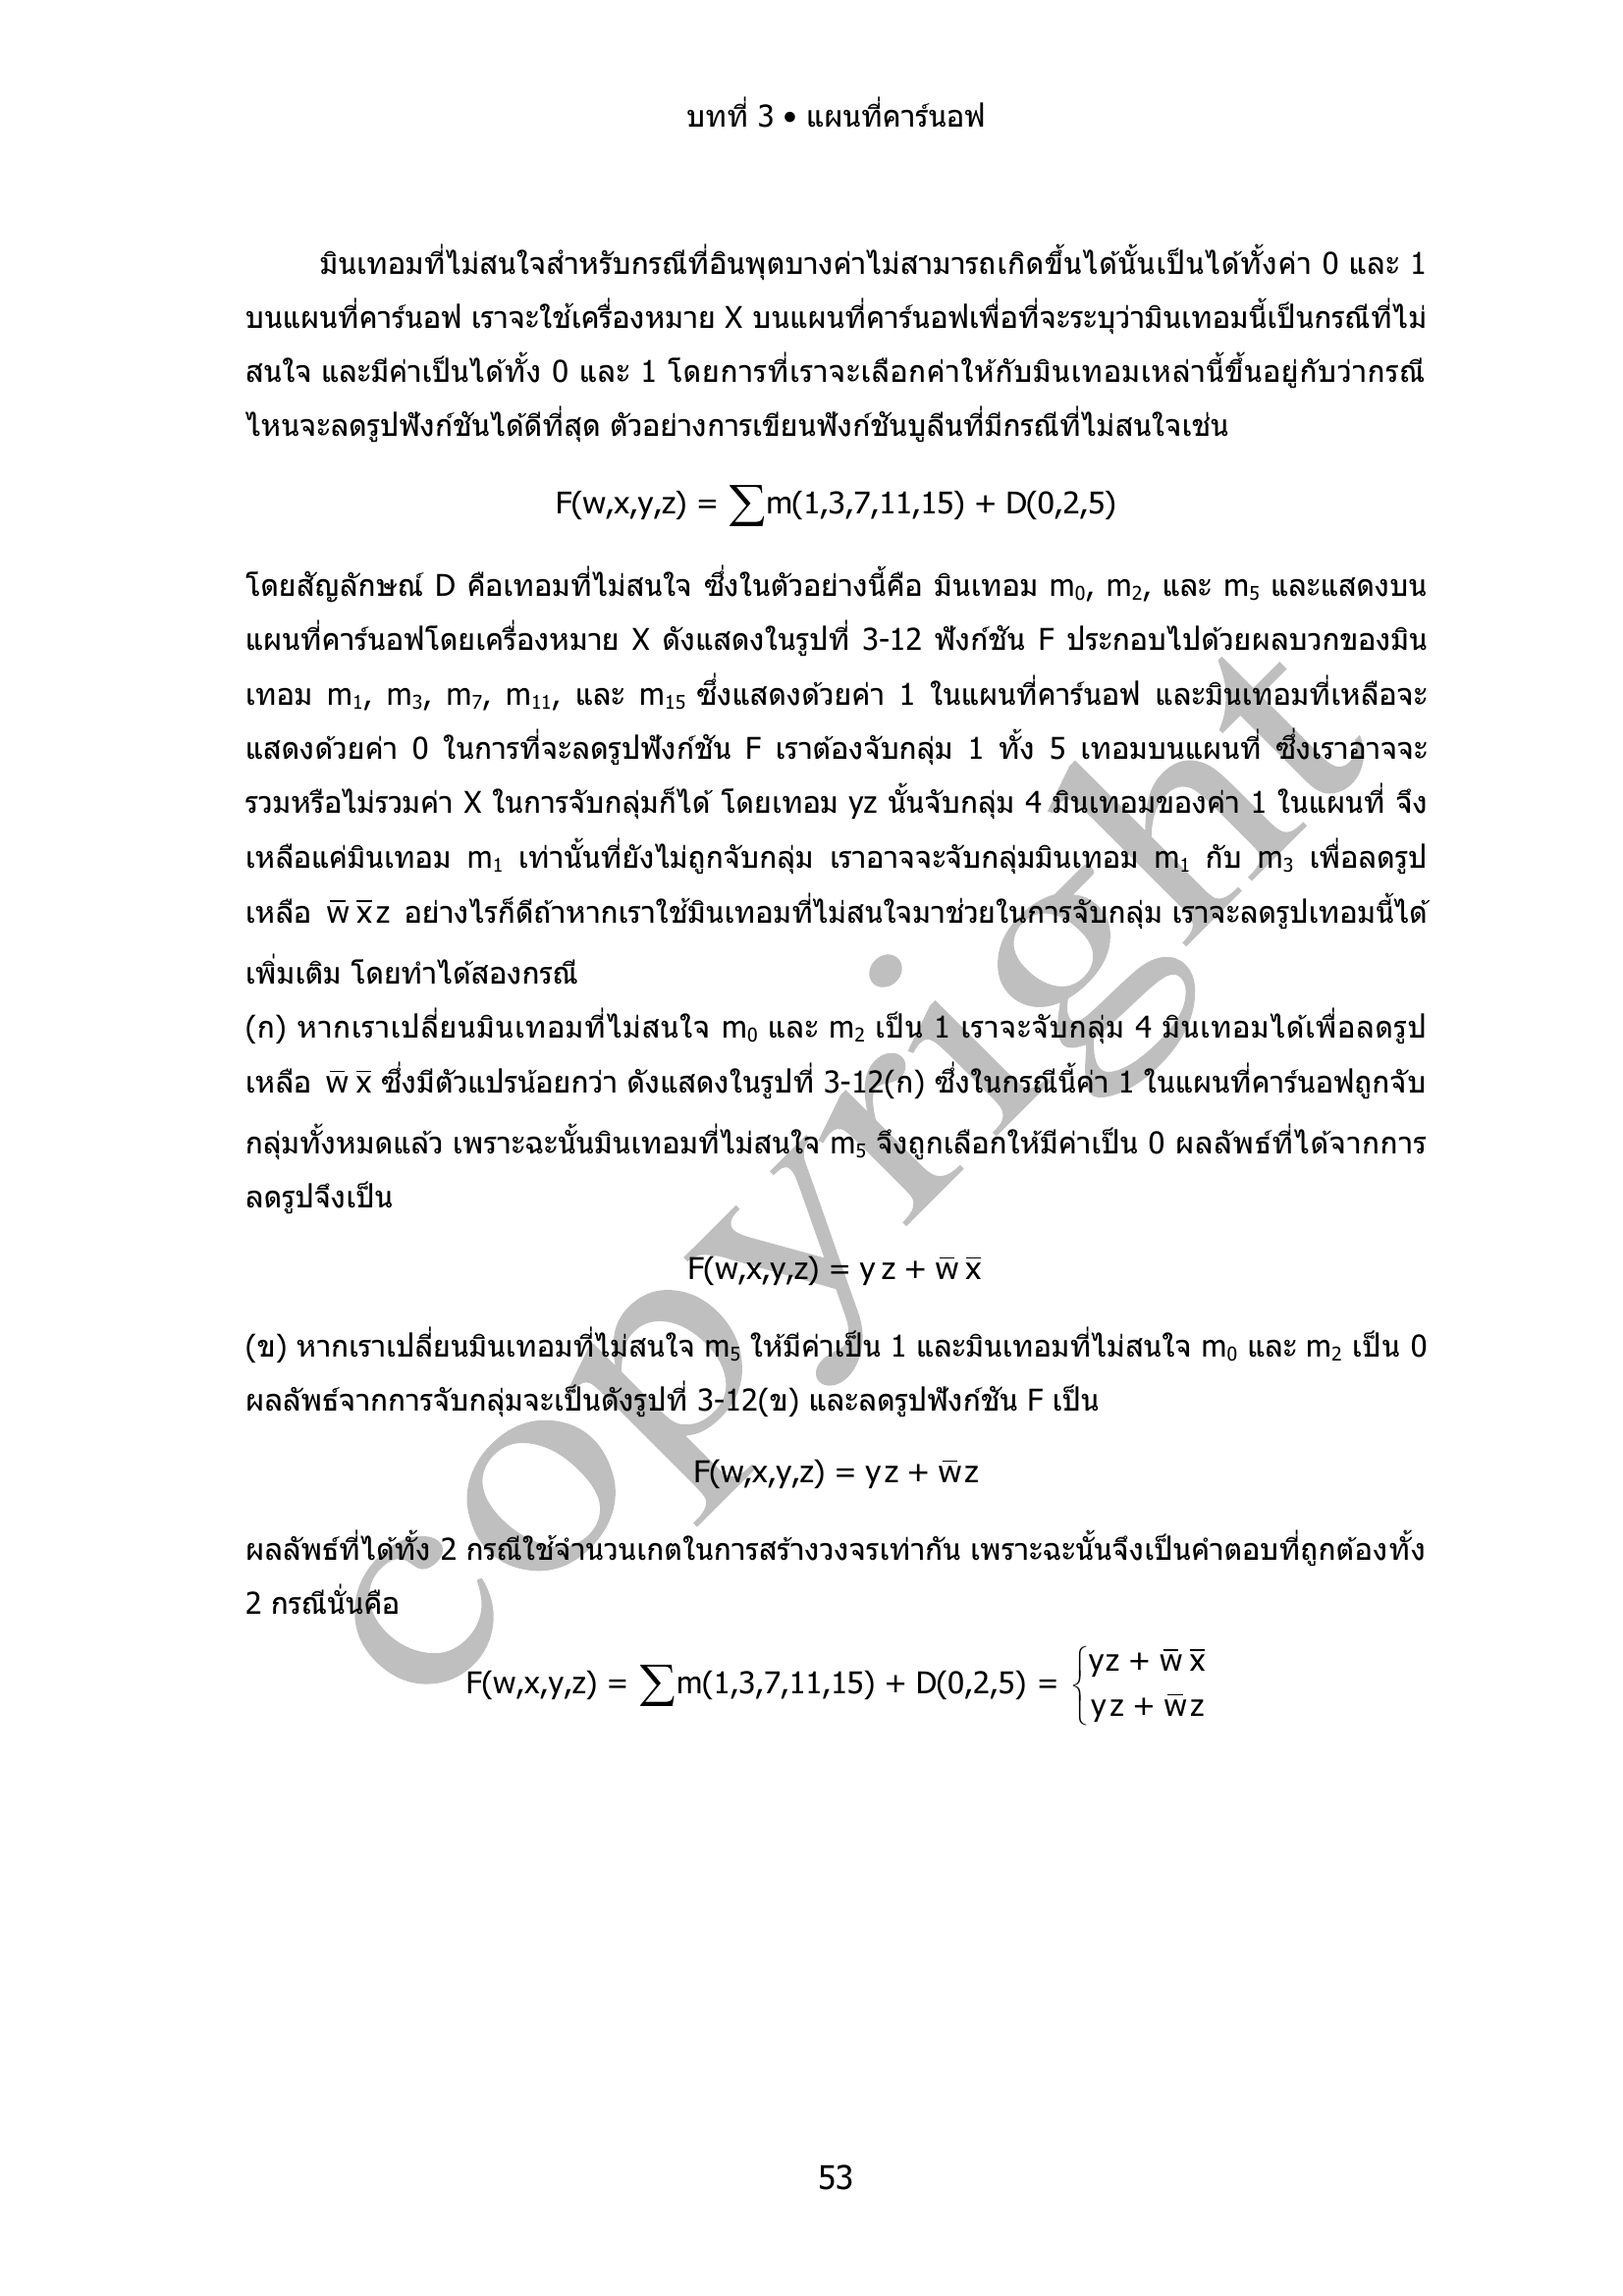 บทที่ 3 • แผนที่คาร์นอฟ
มินเทอมที่ไม่สนใจสำหรับกรณีที่อินพุตบางค่าไม่สามารถเกิดขึ้นได้นั้นเป็นได้ทั้งค่า 0 และ 1
บนแผนที่คาร์นอฟ เราจะใช้เครื่องหมาย X บนแผนที่คาร์นอฟเพื่อที่จะระบุว่ามินเทอมนี้เป็นกรณีที่ไม่
สนใจ และมีค่าเป็นได้ทั้ง 0 และ 1 โดยการที่เราจะเลือกค่าให้กับมินเทอมเหล่านี้ขึ้นอยู่กับว่ากรณี
ไหนจะลดรูปฟังก์ชันได้ดีที่สุด ตัวอย่างการเขียนฟังก์ชันบูลีนที่มีกรณีที่ไม่สนใจเช่น
F(w,x,y,z) = ∑m(1,3,7,11,15) + D(0,2,5)
โดยสัญลักษณ์ D คือเทอมที่ไม่สนใจ ซึ่งในตัวอย่างนี้คือ มินเทอม m₀, m₂, และ m₅ และแสดงบน
แผนที่คาร์นอฟโดยเครื่องหมาย X ดังแสดงในรูปที่ 3-12 ฟังก์ชัน F ประกอบไปด้วยผลบวกของมิน
เทอม m₁, m₃, m₇, m₁₁, และ m₁₅ ซึ่งแสดงด้วยค่า 1 ในแผนที่คาร์นอฟ และมินเทอมที่เหลือจะ
แสดงด้วยค่า 0 ในการที่จะลดรูปฟังก์ชัน F เราต้องจับกลุ่ม 1 ทั้ง 5 เทอมบนแผนที่ ซึ่งเราอาจจะ
รวมหรือไม่รวมค่า X ในการจับกลุ่มก็ได้ โดยเทอม yz นั้นจับกลุ่ม 4 มินเทอมของค่า 1 ในแผนที่ จึง
เหลือแค่มินเทอม m₁ เท่านั้นที่ยังไม่ถูกจับกลุ่ม เราอาจจะจับกลุ่มมินเทอม m₁ กับ m₃ เพื่อลดรูป
เหลือ w̅ x̅ z อย่างไรก็ดีถ้าหากเราใช้มินเทอมที่ไม่สนใจมาช่วยในการจับกลุ่ม เราจะลดรูปเทอมนี้ได้
เพิ่มเติม โดยทำได้สองกรณี
(ก) หากเราเปลี่ยนมินเทอมที่ไม่สนใจ m₀ และ m₂ เป็น 1 เราจะจับกลุ่ม 4 มินเทอมได้เพื่อลดรูป
เหลือ w̅ x̅ ซึ่งมีตัวแปรน้อยกว่า ดังแสดงในรูปที่ 3-12(ก) ซึ่งในกรณีนี้ค่า 1 ในแผนที่คาร์นอฟถูกจับ
กลุ่มทั้งหมดแล้ว เพราะฉะนั้นมินเทอมที่ไม่สนใจ m₅ จึงถูกเลือกให้มีค่าเป็น 0 ผลลัพธ์ที่ได้จากการ
ลดรูปจึงเป็น
F(w,x,y,z) = y z + w̅ x̅
(ข) หากเราเปลี่ยนมินเทอมที่ไม่สนใจ m₅ ให้มีค่าเป็น 1 และมินเทอมที่ไม่สนใจ m₀ และ m₂ เป็น 0
ผลลัพธ์จากการจับกลุ่มจะเป็นดังรูปที่ 3-12(ข) และลดรูปฟังก์ชัน F เป็น
F(w,x,y,z) = y z + w̅ z
ผลลัพธ์ที่ได้ทั้ง 2 กรณีใช้จำนวนเกตในการสร้างวงจรเท่ากัน เพราะฉะนั้นจึงเป็นคำตอบที่ถูกต้องทั้ง
2 กรณีนั่นคือ
F(w,x,y,z) = ∑m(1,3,7,11,15) + D(0,2,5) = { yz + w̅ x̅
y z + w̅ z
53
copyright